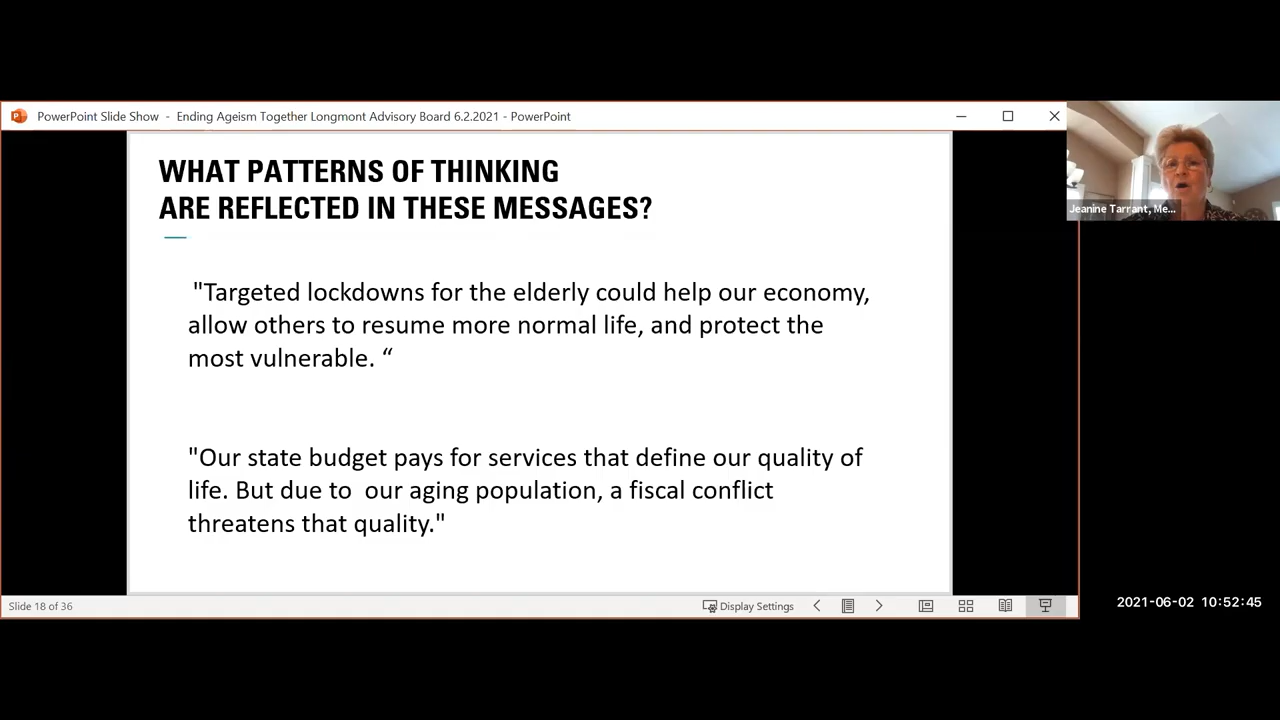 PowerPoint Slide Show - Ending Ageism Together Longmont Advisory Board 6.2.2021 - PowerPoint
WHAT PATTERNS OF THINKING
ARE REFLECTED IN THESE MESSAGES?
"Targeted lockdowns for the elderly could help our economy,
allow others to resume more normal life, and protect the
most vulnerable. “
"Our state budget pays for services that define our quality of
life. But due to  our aging population, a fiscal conflict
threatens that quality."
Jeanine Tarrant, Me...
Slide 18 of 36
Display Settings
2021-06-02 10:52:45